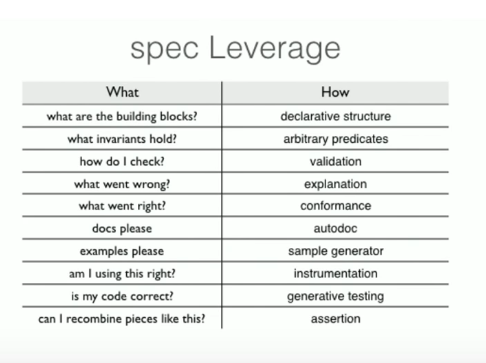 spec Leverage
What How
what are the building blocks? declarative structure
what invariants hold? arbitrary predicates
how do I check? validation
what went wrong? explanation
what went right? conformance
docs please autodoc
examples please sample generator
am I using this right? instrumentation
is my code correct? generative testing
can I recombine pieces like this? assertion